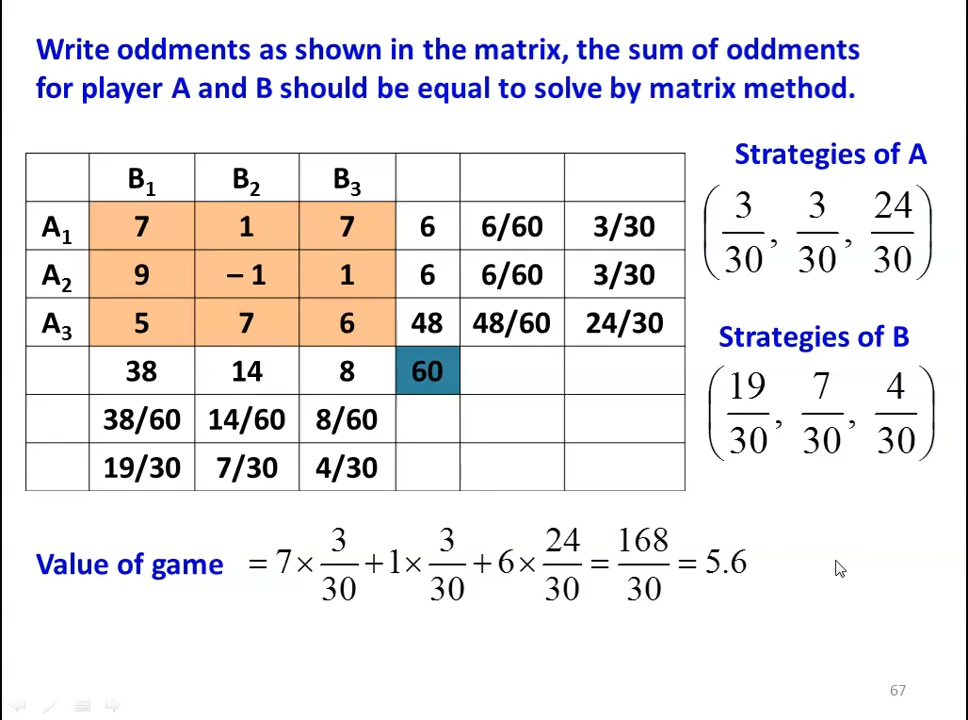 Write oddments as shown in the matrix, the sum of oddments
for player A and B should be equal to solve by matrix method.
B₁ B₂ B₃
A₁ 7 1 7 6 6/60 3/30
A₂ 9 – 1 1 6 6/60 3/30
A₃ 5 7 6 48 48/60 24/30
38 14 8 60
38/60 14/60 8/60
19/30 7/30 4/30
Strategies of A
(3/30, 3/30, 24/30)
Strategies of B
(19/30, 7/30, 4/30)
Value of game = 7 × 3/30 + 1 × 3/30 + 6 × 24/30 = 168/30 = 5.6
67